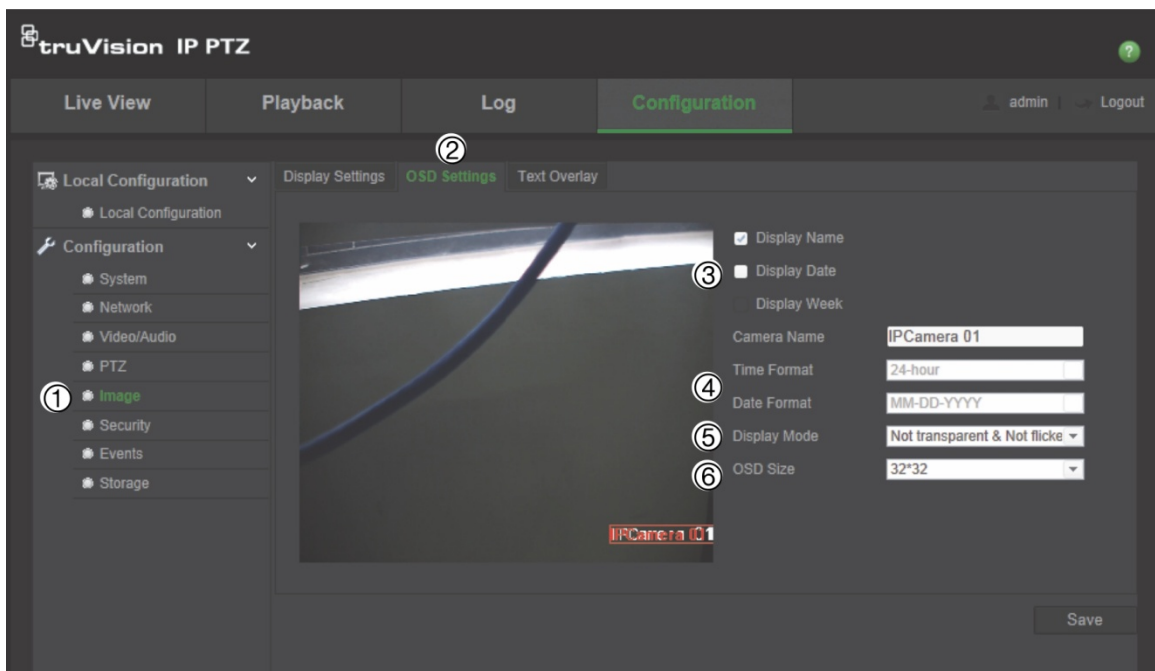 truVision IP PTZ
?
Live View Playback Log Configuration admin | Logout
②
Local Configuration Display Settings OSD Settings Text Overlay
Local Configuration
Configuration Display Name
System ③ Display Date
Network Display Week
Video/Audio Camera Name IPCamera 01
PTZ Time Format 24-hour
① Image ④ Date Format MM-DD-YYYY
Security ⑤ Display Mode Not transparent & Not flicke
Events ⑥ OSD Size 32*32
Storage
IPCamera 01
Save